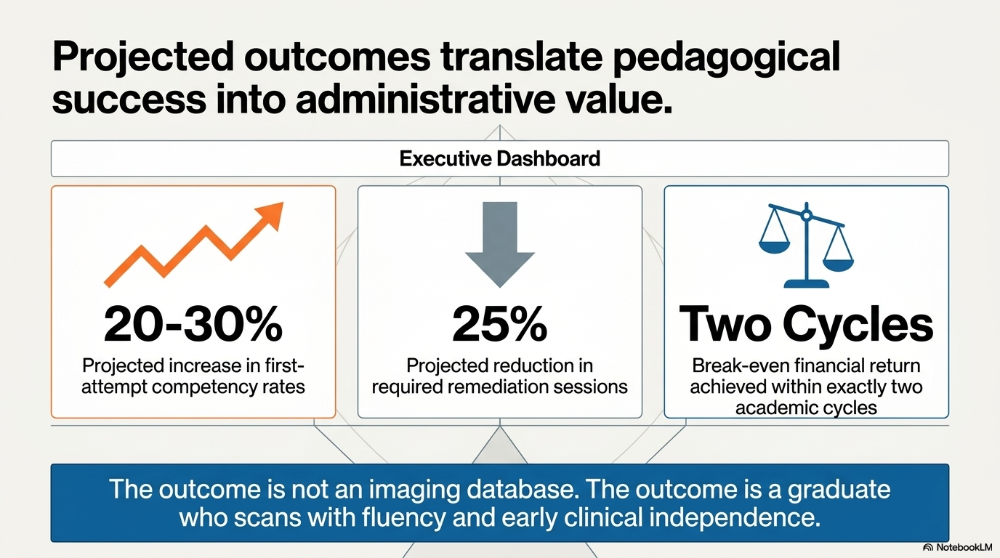 Projected outcomes translate pedagogical
success into administrative value.
Executive Dashboard
20-30%
Projected increase in first-
attempt competency rates
25%
Projected reduction in
required remediation sessions
Two Cycles
Break-even financial return
achieved within exactly two
academic cycles
The outcome is not an imaging database. The outcome is a graduate
who scans with fluency and early clinical independence.
NotebookLM